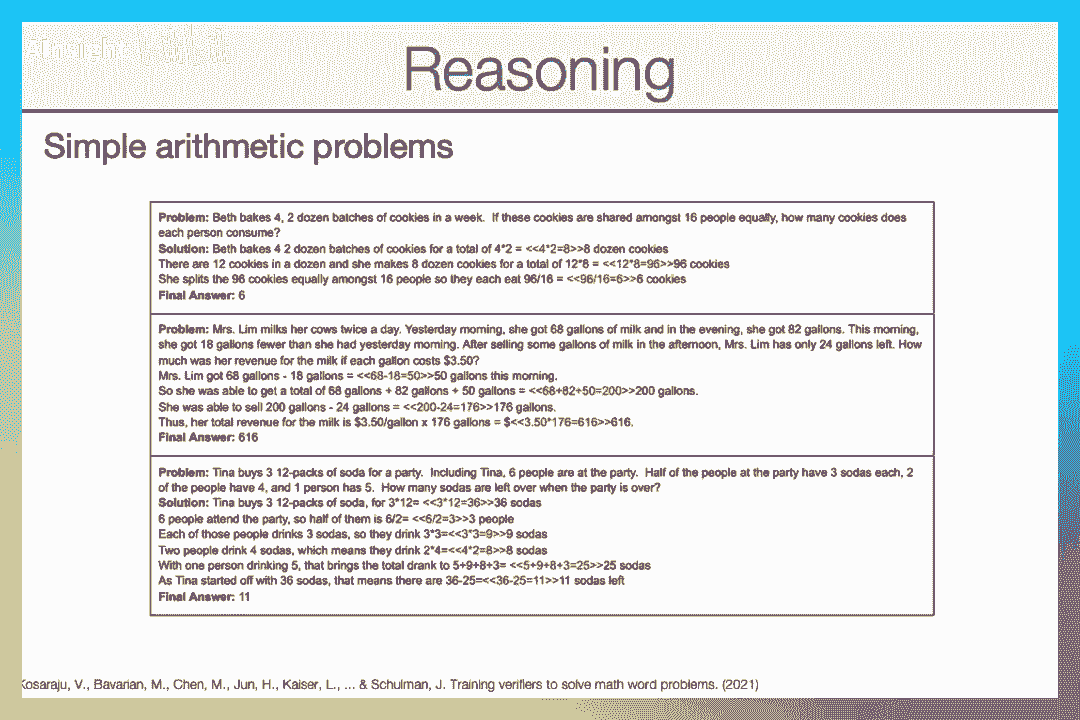 Reasoning
Simple arithmetic problems
Problem: Beth bakes 4, 2 dozen batches of cookies in a week. If these cookies are shared amongst 16 people equally, how many cookies does
each person consume?
Solution: Beth bakes 4 2 dozen batches of cookies for a total of 4*2 = <<4*2=8>>8 dozen cookies
There are 12 cookies in a dozen and she makes 8 dozen cookies for a total of 12*8 = <<12*8=96>>96 cookies
She splits the 96 cookies equally amongst 16 people so they each eat 96/16 = <<96/16=6>>6 cookies
Final Answer: 6
Problem: Mrs. Lim milks her cows twice a day. Yesterday morning, she got 68 gallons of milk and in the evening, she got 82 gallons. This morning,
she got 18 gallons fewer than she had yesterday morning. After selling some gallons of milk in the afternoon, Mrs. Lim has only 24 gallons left. How
much was her revenue for the milk if each gallon costs $3.50?
Mrs. Lim got 68 gallons - 18 gallons = <<68-18=50>>50 gallons this morning.
So she was able to get a total of 68 gallons + 82 gallons + 50 gallons = <<68+82+50=200>>200 gallons.
She was able to sell 200 gallons - 24 gallons = <<200-24=176>>176 gallons.
Thus, her total revenue for the milk is $3.50/gallon x 176 gallons = $<<3.50*176=616>>616.
Final Answer: 616
Problem: Tina buys 3 12-packs of soda for a party. Including Tina, 6 people are at the party. Half of the people at the party have 3 sodas each, 2
of the people have 4, and 1 person has 5. How many sodas are left over when the party is over?
Solution: Tina buys 3 12-packs of soda, for 3*12= <<3*12=36>>36 sodas
6 people attend the party, so half of them is 6/2= <<6/2=3>>3 people
Each of those people drinks 3 sodas, so they drink 3*3=<<3*3=9>>9 sodas
Two people drink 4 sodas, which means they drink 2*4=<<4*2=8>>8 sodas
With one person drinking 5, that brings the total drank to 5+9+8+3= <<5+9+8+3=25>>25 sodas
As Tina started off with 36 sodas, that means there are 36-25=<<36-25=11>>11 sodas left
Final Answer: 11
Kosaraju, V., Bavarian, M., Chen, M., Jun, H., Kaiser, L., ... & Schulman, J. Training verifiers to solve math word problems. (2021)